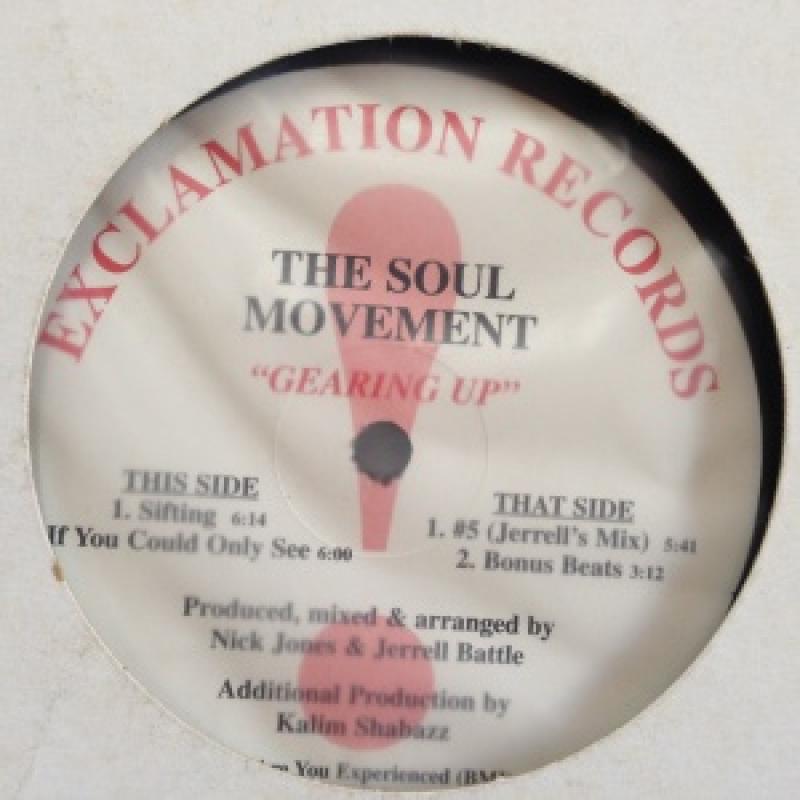 EXCLAMATION RECORDS
THE SOUL
MOVEMENT
"GEARING UP"
THIS SIDE
1. Sifting 6:14
If You Could Only See 6:00
THAT SIDE
1. #5 (Jerrell's Mix) 5:41
2. Bonus Beats 3:12
Produced, mixed & arranged by
Nick Jones & Jerrell Battle
Additional Production by
Kalim Shabazz
You Experienced